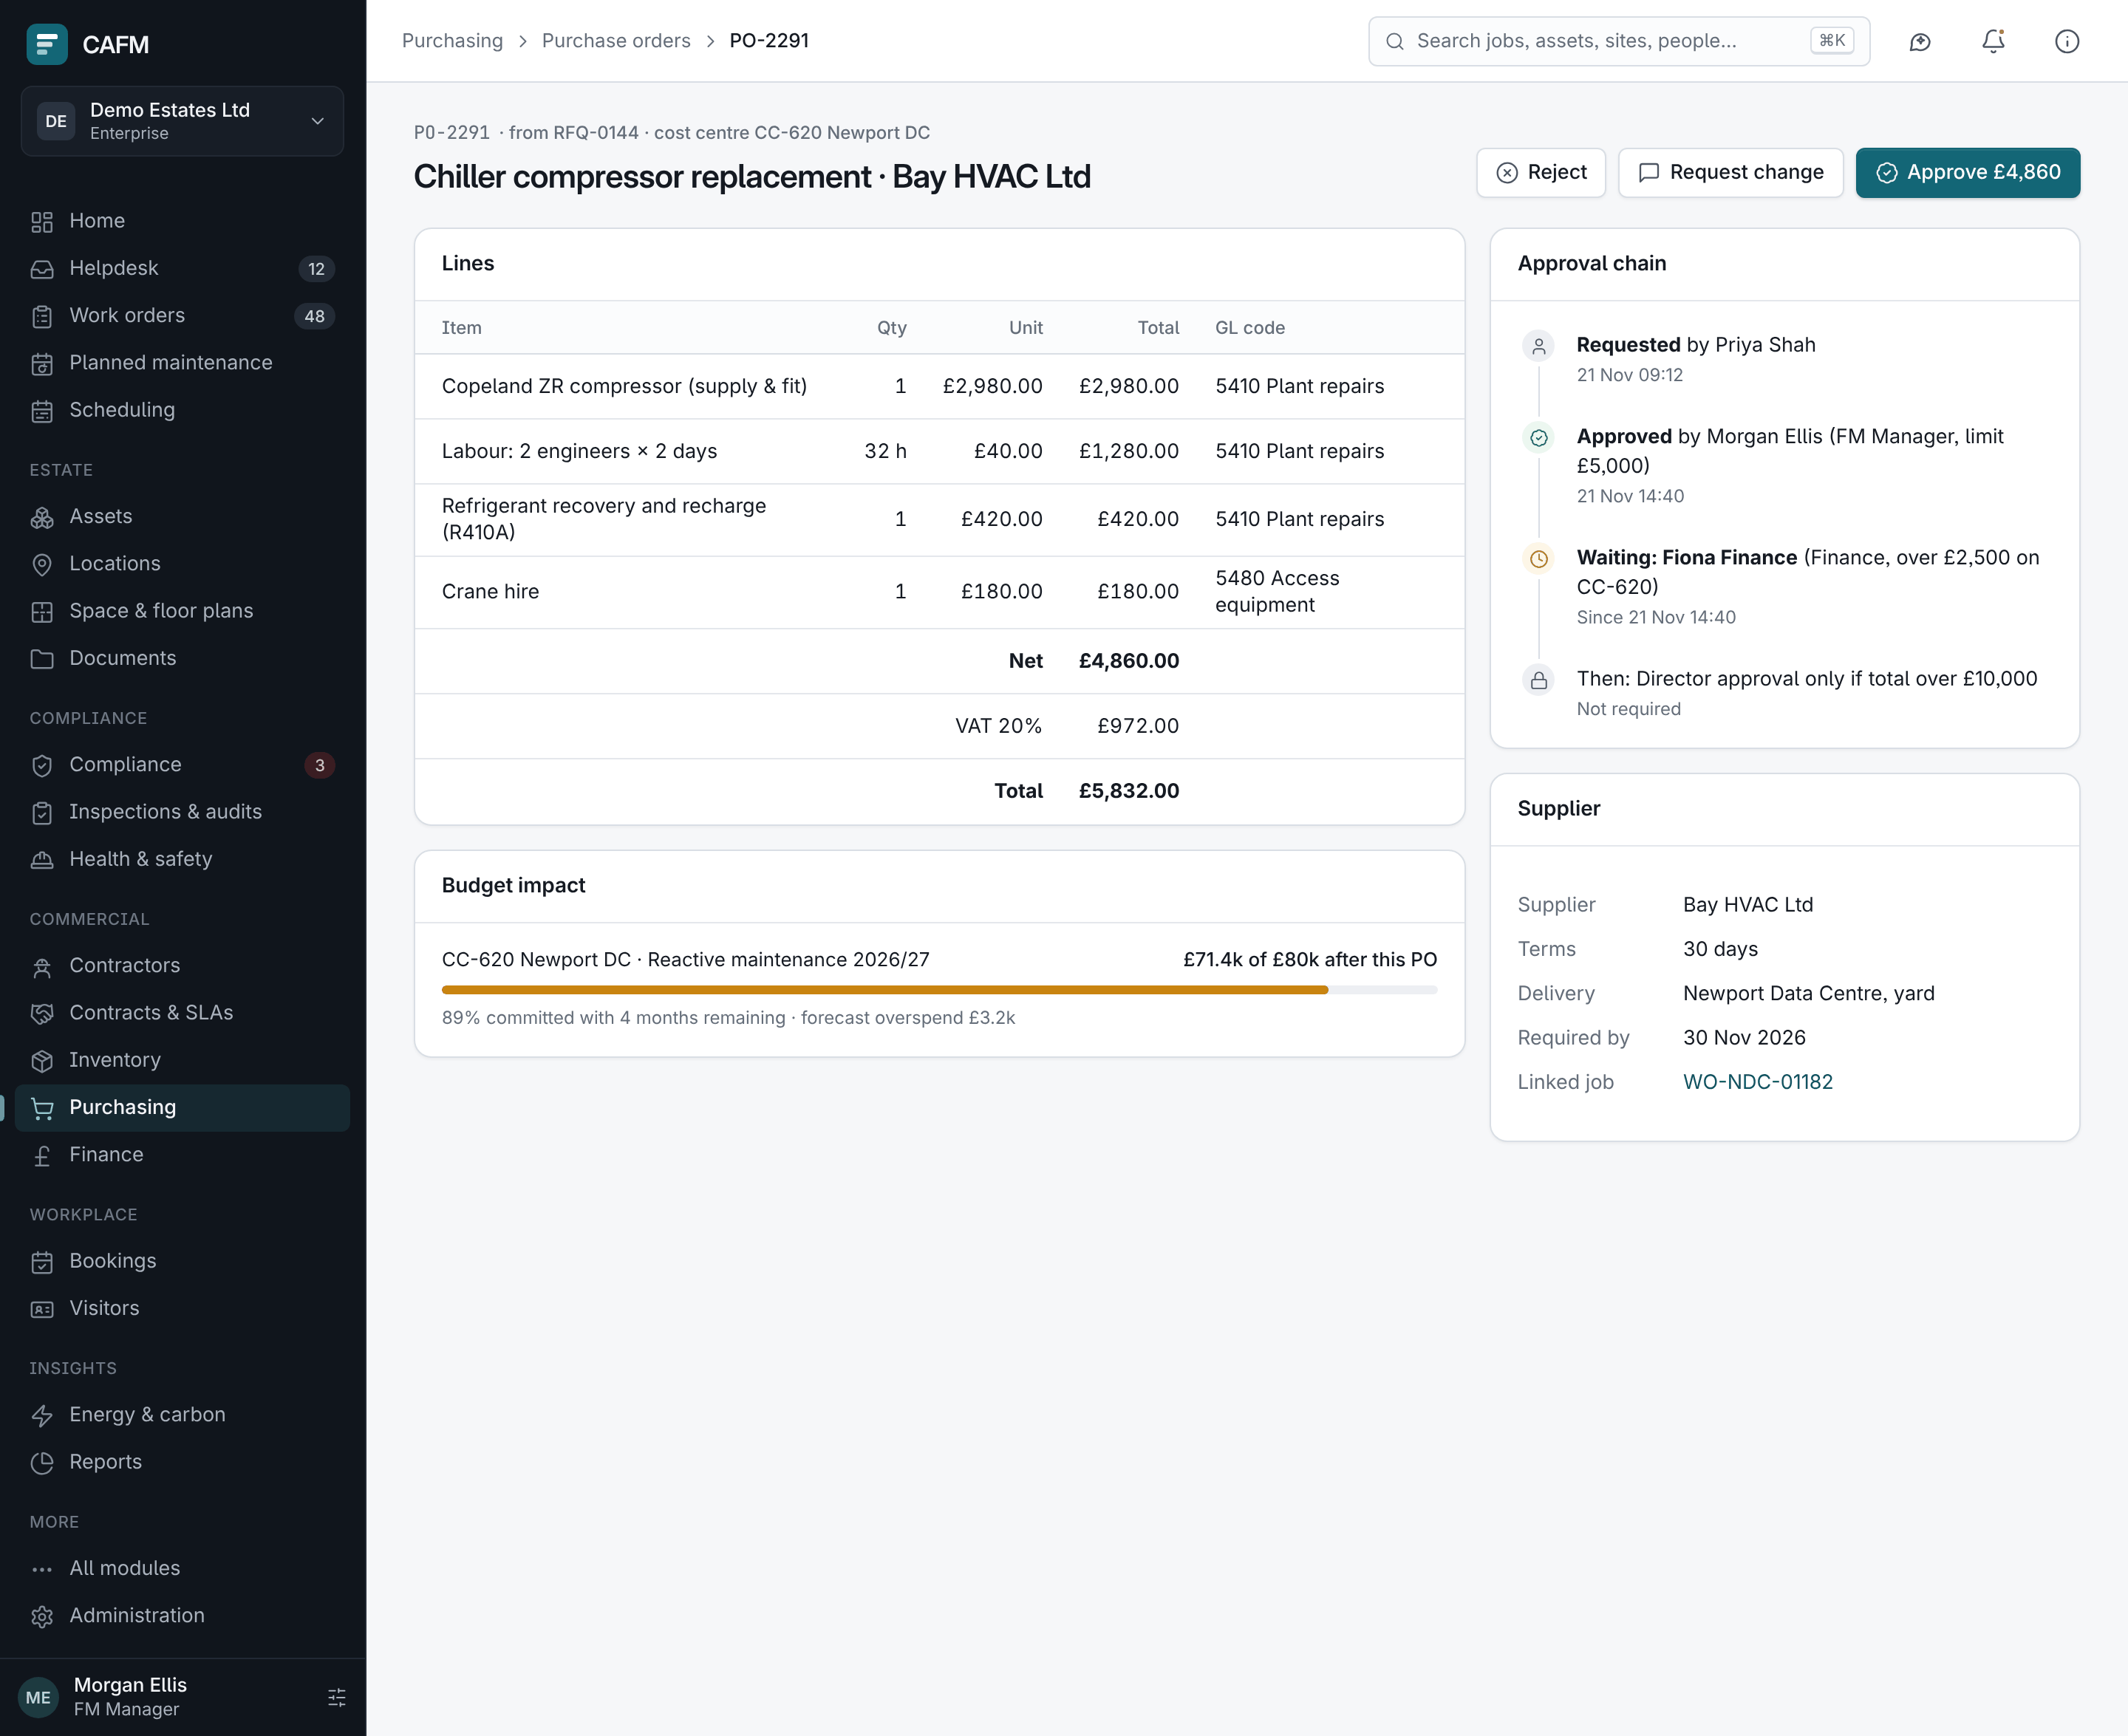 CAFM
DE
Demo Estates Ltd
Enterprise
Home
Helpdesk 12
Work orders 48
Planned maintenance
Scheduling
ESTATE
Assets
Locations
Space & floor plans
Documents
COMPLIANCE
Compliance 3
Inspections & audits
Health & safety
COMMERCIAL
Contractors
Contracts & SLAs
Inventory
Purchasing
Finance
WORKPLACE
Bookings
Visitors
INSIGHTS
Energy & carbon
Reports
MORE
All modules
Administration
ME
Morgan Ellis
FM Manager
Purchasing > Purchase orders > PO-2291
Search jobs, assets, sites, people... ⌘K
PO-2291 · from RFQ-0144 · cost centre CC-620 Newport DC
Chiller compressor replacement · Bay HVAC Ltd
Reject
Request change
Approve £4,860
Lines
Item Qty Unit Total GL code
Copeland ZR compressor (supply & fit) 1 £2,980.00 £2,980.00 5410 Plant repairs
Labour: 2 engineers × 2 days 32 h £40.00 £1,280.00 5410 Plant repairs
Refrigerant recovery and recharge
(R410A) 1 £420.00 £420.00 5410 Plant repairs
Crane hire 1 £180.00 £180.00 5480 Access
equipment
Net £4,860.00
VAT 20% £972.00
Total £5,832.00
Budget impact
CC-620 Newport DC · Reactive maintenance 2026/27 £71.4k of £80k after this PO
89% committed with 4 months remaining · forecast overspend £3.2k
Approval chain
Requested by Priya Shah
21 Nov 09:12
Approved by Morgan Ellis (FM Manager, limit
£5,000)
21 Nov 14:40
Waiting: Fiona Finance (Finance, over £2,500 on
CC-620)
Since 21 Nov 14:40
Then: Director approval only if total over £10,000
Not required
Supplier
Supplier Bay HVAC Ltd
Terms 30 days
Delivery Newport Data Centre, yard
Required by 30 Nov 2026
Linked job WO-NDC-01182